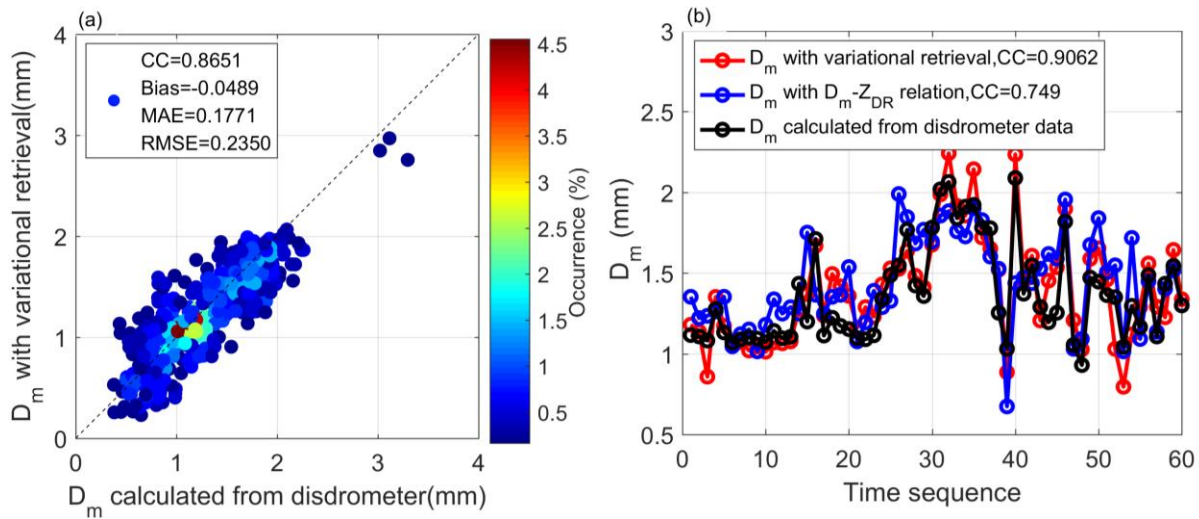 (a)
4
3
2
1
0
0 1 2 3 4
D_m with variational retrieval(mm)
D_m calculated from disdrometer(mm)
CC=0.8651
Bias=-0.0489
MAE=0.1771
RMSE=0.2350
4.5
4
3.5
3
2.5
2
1.5
1
0.5
Occurrence (%)
(b)
3
2.5
2
1.5
1
0.5
0 10 20 30 40 50 60
D_m (mm)
Time sequence
D_m with variational retrieval,CC=0.9062
D_m with D_m-Z_DR relation,CC=0.749
D_m calculated from disdrometer data